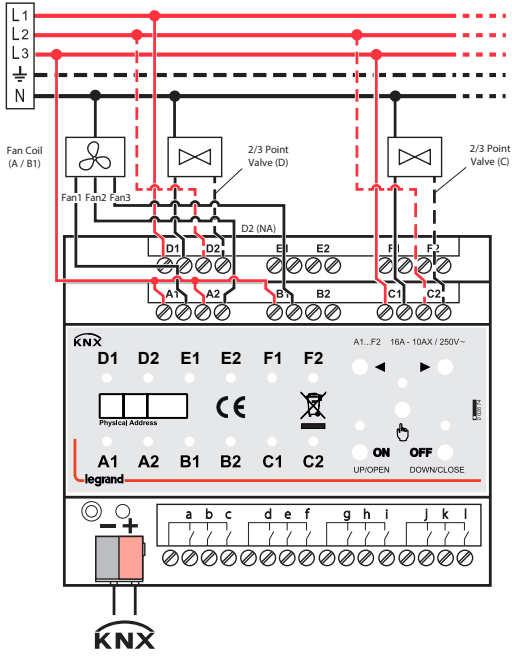 L1
L2
L3
N
Fan Coil
(A / B1)
2/3 Point
Valve (D)
2/3 Point
Valve (C)
Fan1 Fan2 Fan3
D2 (NA)
D1 D2 E1 E2 F1 F2
A1 A2 B1 B2 C1 C2
KNX
A1...F2 16A - 10AX / 250V~
D1 D2 E1 E2 F1 F2
Physical Address
CE
ON OFF
A1 A2 B1 B2 C1 C2
UP/OPEN DOWN/CLOSE
legrand
− +
a b c d e f g h i j k l
KNX